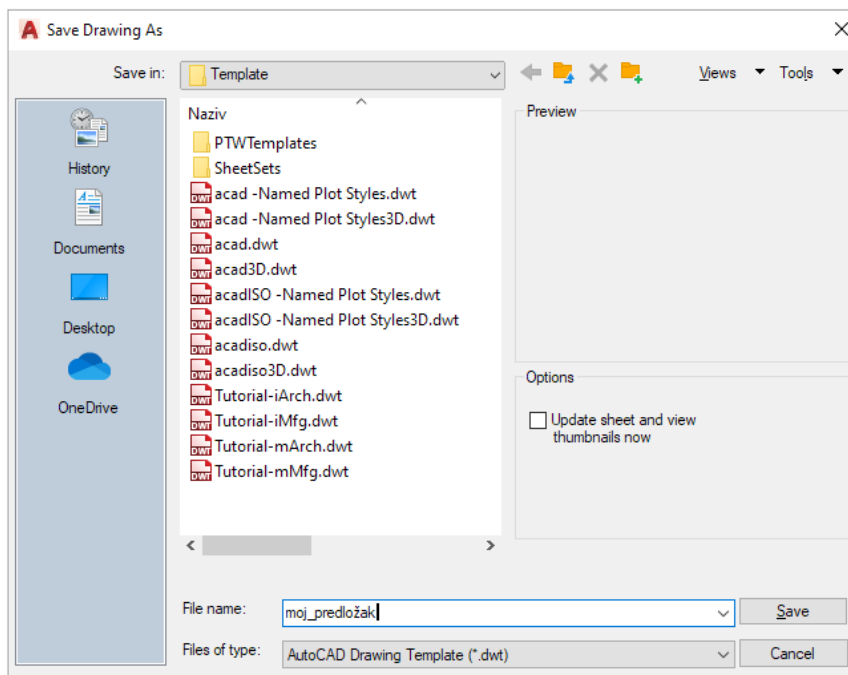 Save Drawing As
Save in:
Template
Views
Tools
History
Documents
Desktop
OneDrive
Naziv
PTWTemplates
SheetSets
acad -Named Plot Styles.dwt
acad -Named Plot Styles3D.dwt
acad.dwt
acad3D.dwt
acadISO -Named Plot Styles.dwt
acadISO -Named Plot Styles3D.dwt
acadiso.dwt
acadiso3D.dwt
Tutorial-iArch.dwt
Tutorial-iMfg.dwt
Tutorial-mArch.dwt
Tutorial-mMfg.dwt
Preview
Options
Update sheet and view
thumbnails now
File name:
moj_predložak
Save
Files of type:
AutoCAD Drawing Template (*.dwt)
Cancel